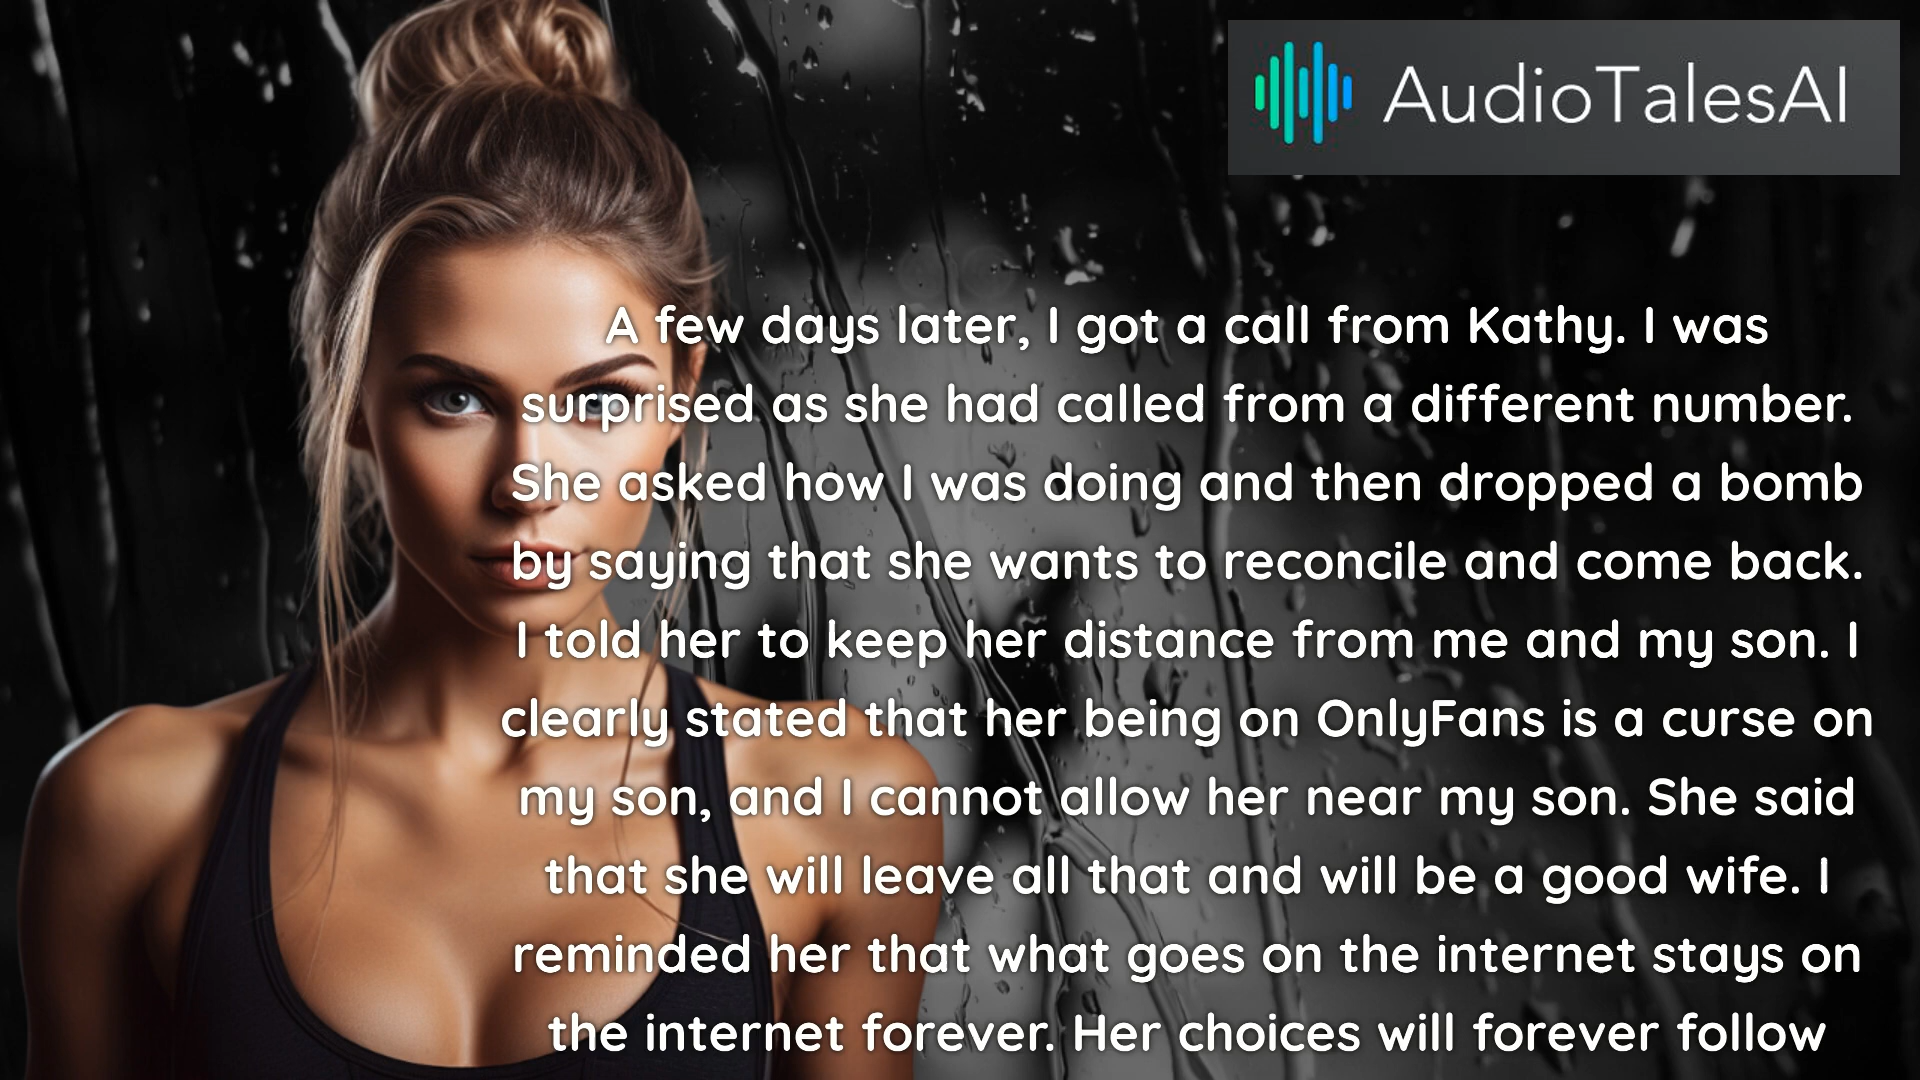 AudioTalesAI
A few days later, I got a call from Kathy. I was
surprised as she had called from a different number.
She asked how I was doing and then dropped a bomb
by saying that she wants to reconcile and come back.
I told her to keep her distance from me and my son. I
clearly stated that her being on OnlyFans is a curse on
my son, and I cannot allow her near my son. She said
that she will leave all that and will be a good wife. I
reminded her that what goes on the internet stays on
the internet forever. Her choices will forever follow